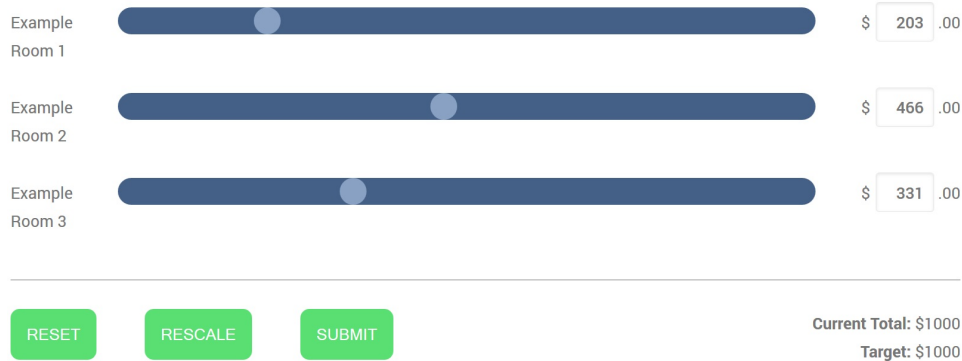 Example $ 203 .00
Room 1
Example $ 466 .00
Room 2
Example $ 331 .00
Room 3
RESET RESCALE SUBMIT
Current Total: $1000
Target: $1000